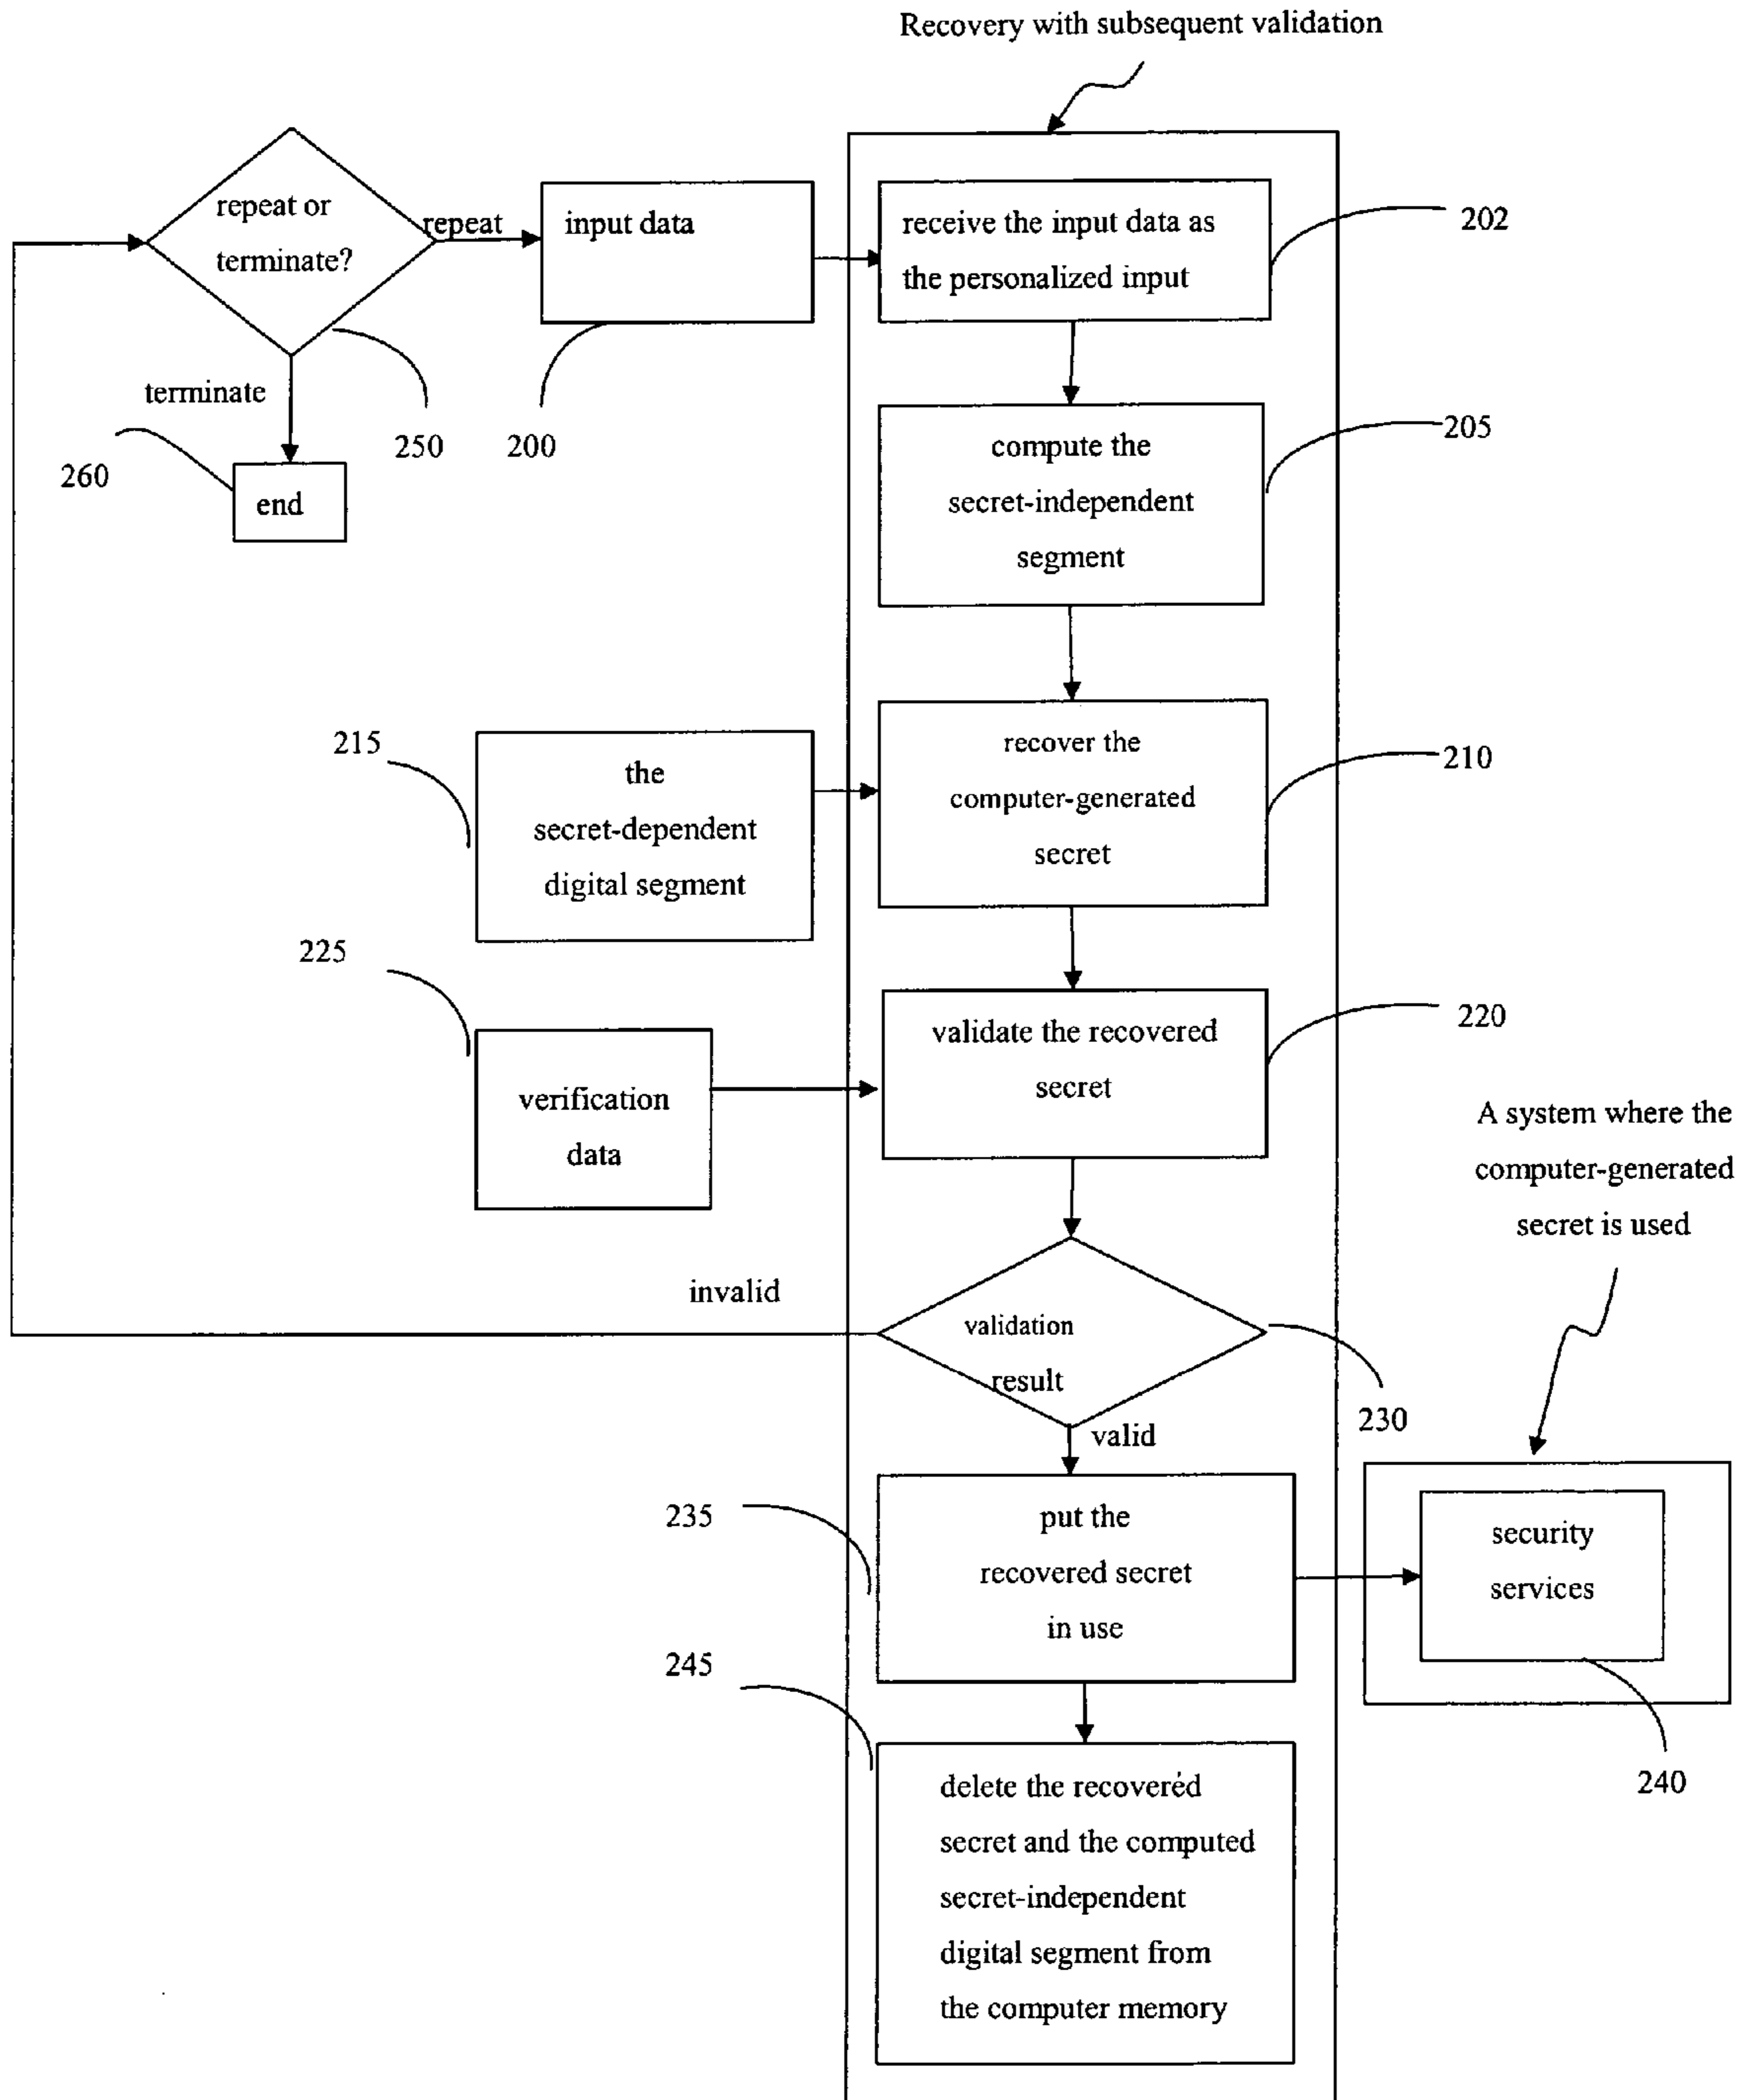 Recovery with subsequent validation
repeat or
terminate?
repeat
input data
receive the input data as
the personalized input
202
terminate
250
200
260
end
compute the
secret-independent
segment
205
215
the
secret-dependent
digital segment
recover the
computer-generated
secret
210
225
verification
data
validate the recovered
secret
220
A system where the
computer-generated
secret is used
invalid
validation
result
230
valid
235
put the
recovered secret
in use
security
services
240
245
delete the recovered
secret and the computed
secret-independent
digital segment from
the computer memory